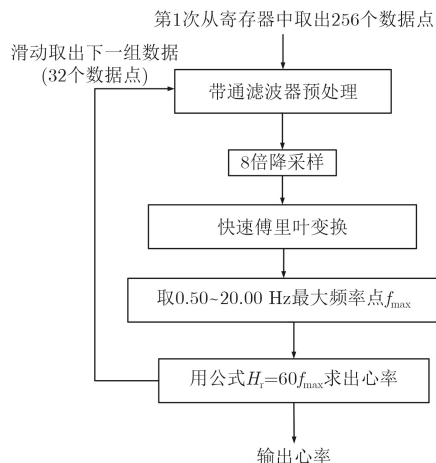 第1次从寄存器中取出256个数据点
滑动取出下一组数据
(32个数据点)
带通滤波器预处理
8倍降采样
快速傅里叶变换
取0.50~20.00 Hz最大频率点fmax
用公式Hr=60fmax求出心率
输出心率